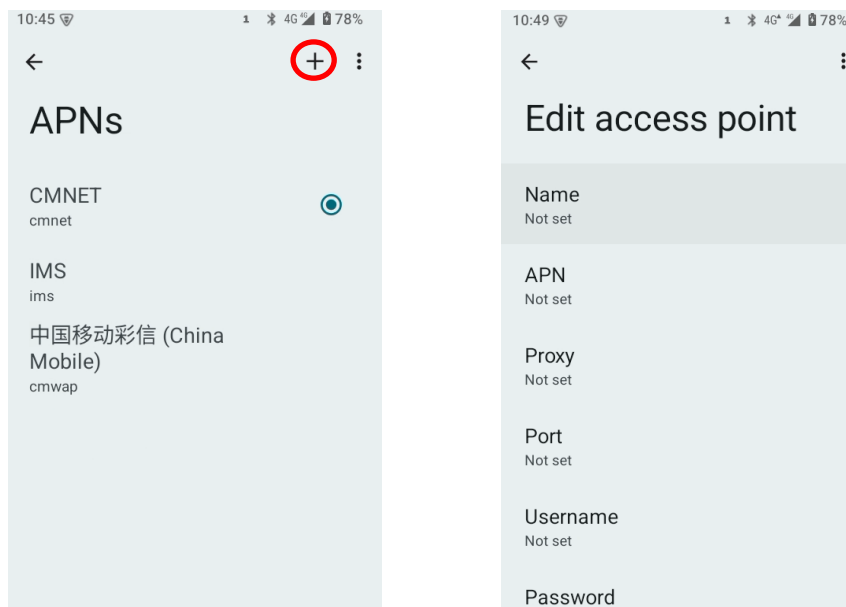 10:45 1 4G 4G 78%
APNs
CMNET
cmnet
IMS
ims
中国移动彩信 (China
Mobile)
cmwap
10:49 1 4G 4G 78%
Edit access point
Name
Not set
APN
Not set
Proxy
Not set
Port
Not set
Username
Not set
Password